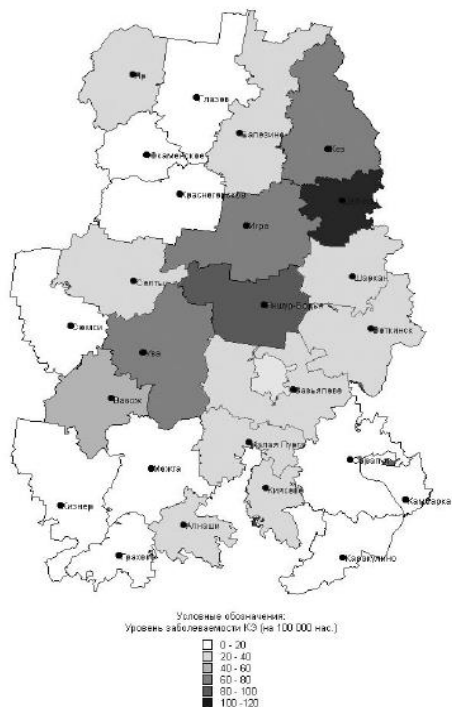 Яр
Глазов
Балезино
Кез
Юкаменское
Красногорское
Игра
Шаркан
Селты
Якшур-Бодья
Воткинск
Сюмси
Ува
Завьялово
Вавож
Малая Пурга
Сарапул
Можга
Киясово
Камбарка
Кизнер
Алнаши
Грахово
Каракулино
Условные обозначения:
Уровень заболеваемости КЭ (на 100 000 нас.)
0 - 20
20 - 40
40 - 60
60 - 80
80 - 100
100 -120